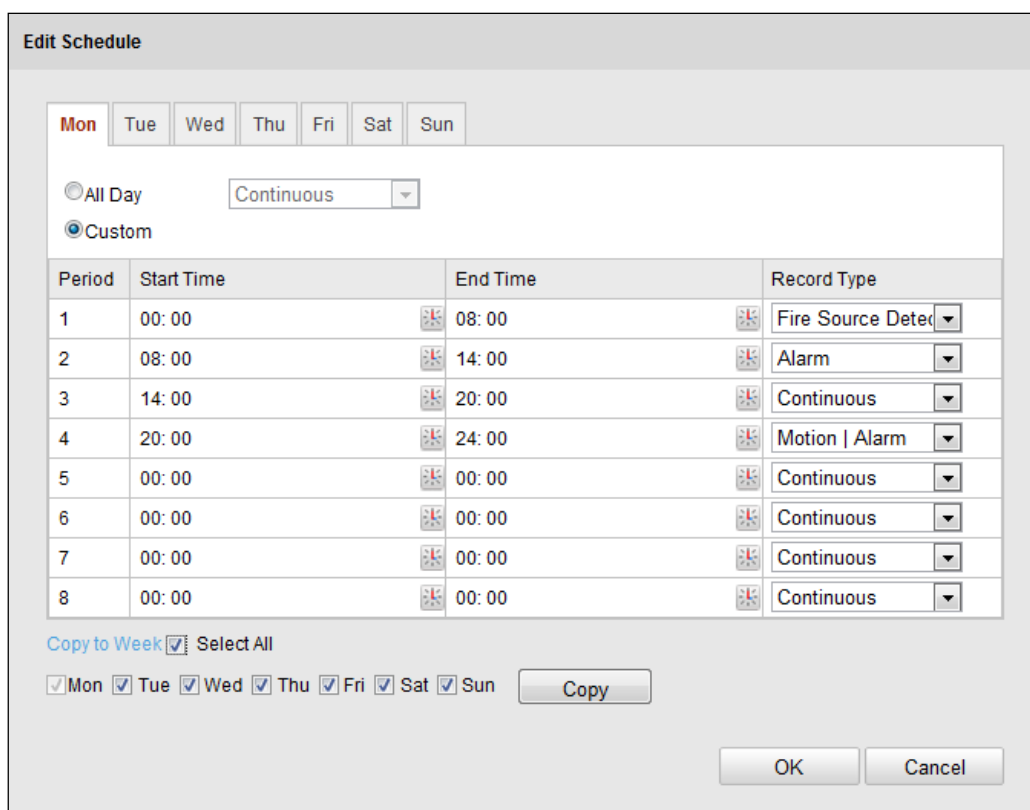 Edit Schedule
Mon Tue Wed Thu Fri Sat Sun
All Day Continuous
Custom
Period Start Time End Time Record Type
1 00: 00 08: 00 Fire Source Detec
2 08: 00 14: 00 Alarm
3 14: 00 20: 00 Continuous
4 20: 00 24: 00 Motion | Alarm
5 00: 00 00: 00 Continuous
6 00: 00 00: 00 Continuous
7 00: 00 00: 00 Continuous
8 00: 00 00: 00 Continuous
Copy to Week Select All
Mon Tue Wed Thu Fri Sat Sun Copy
OK Cancel